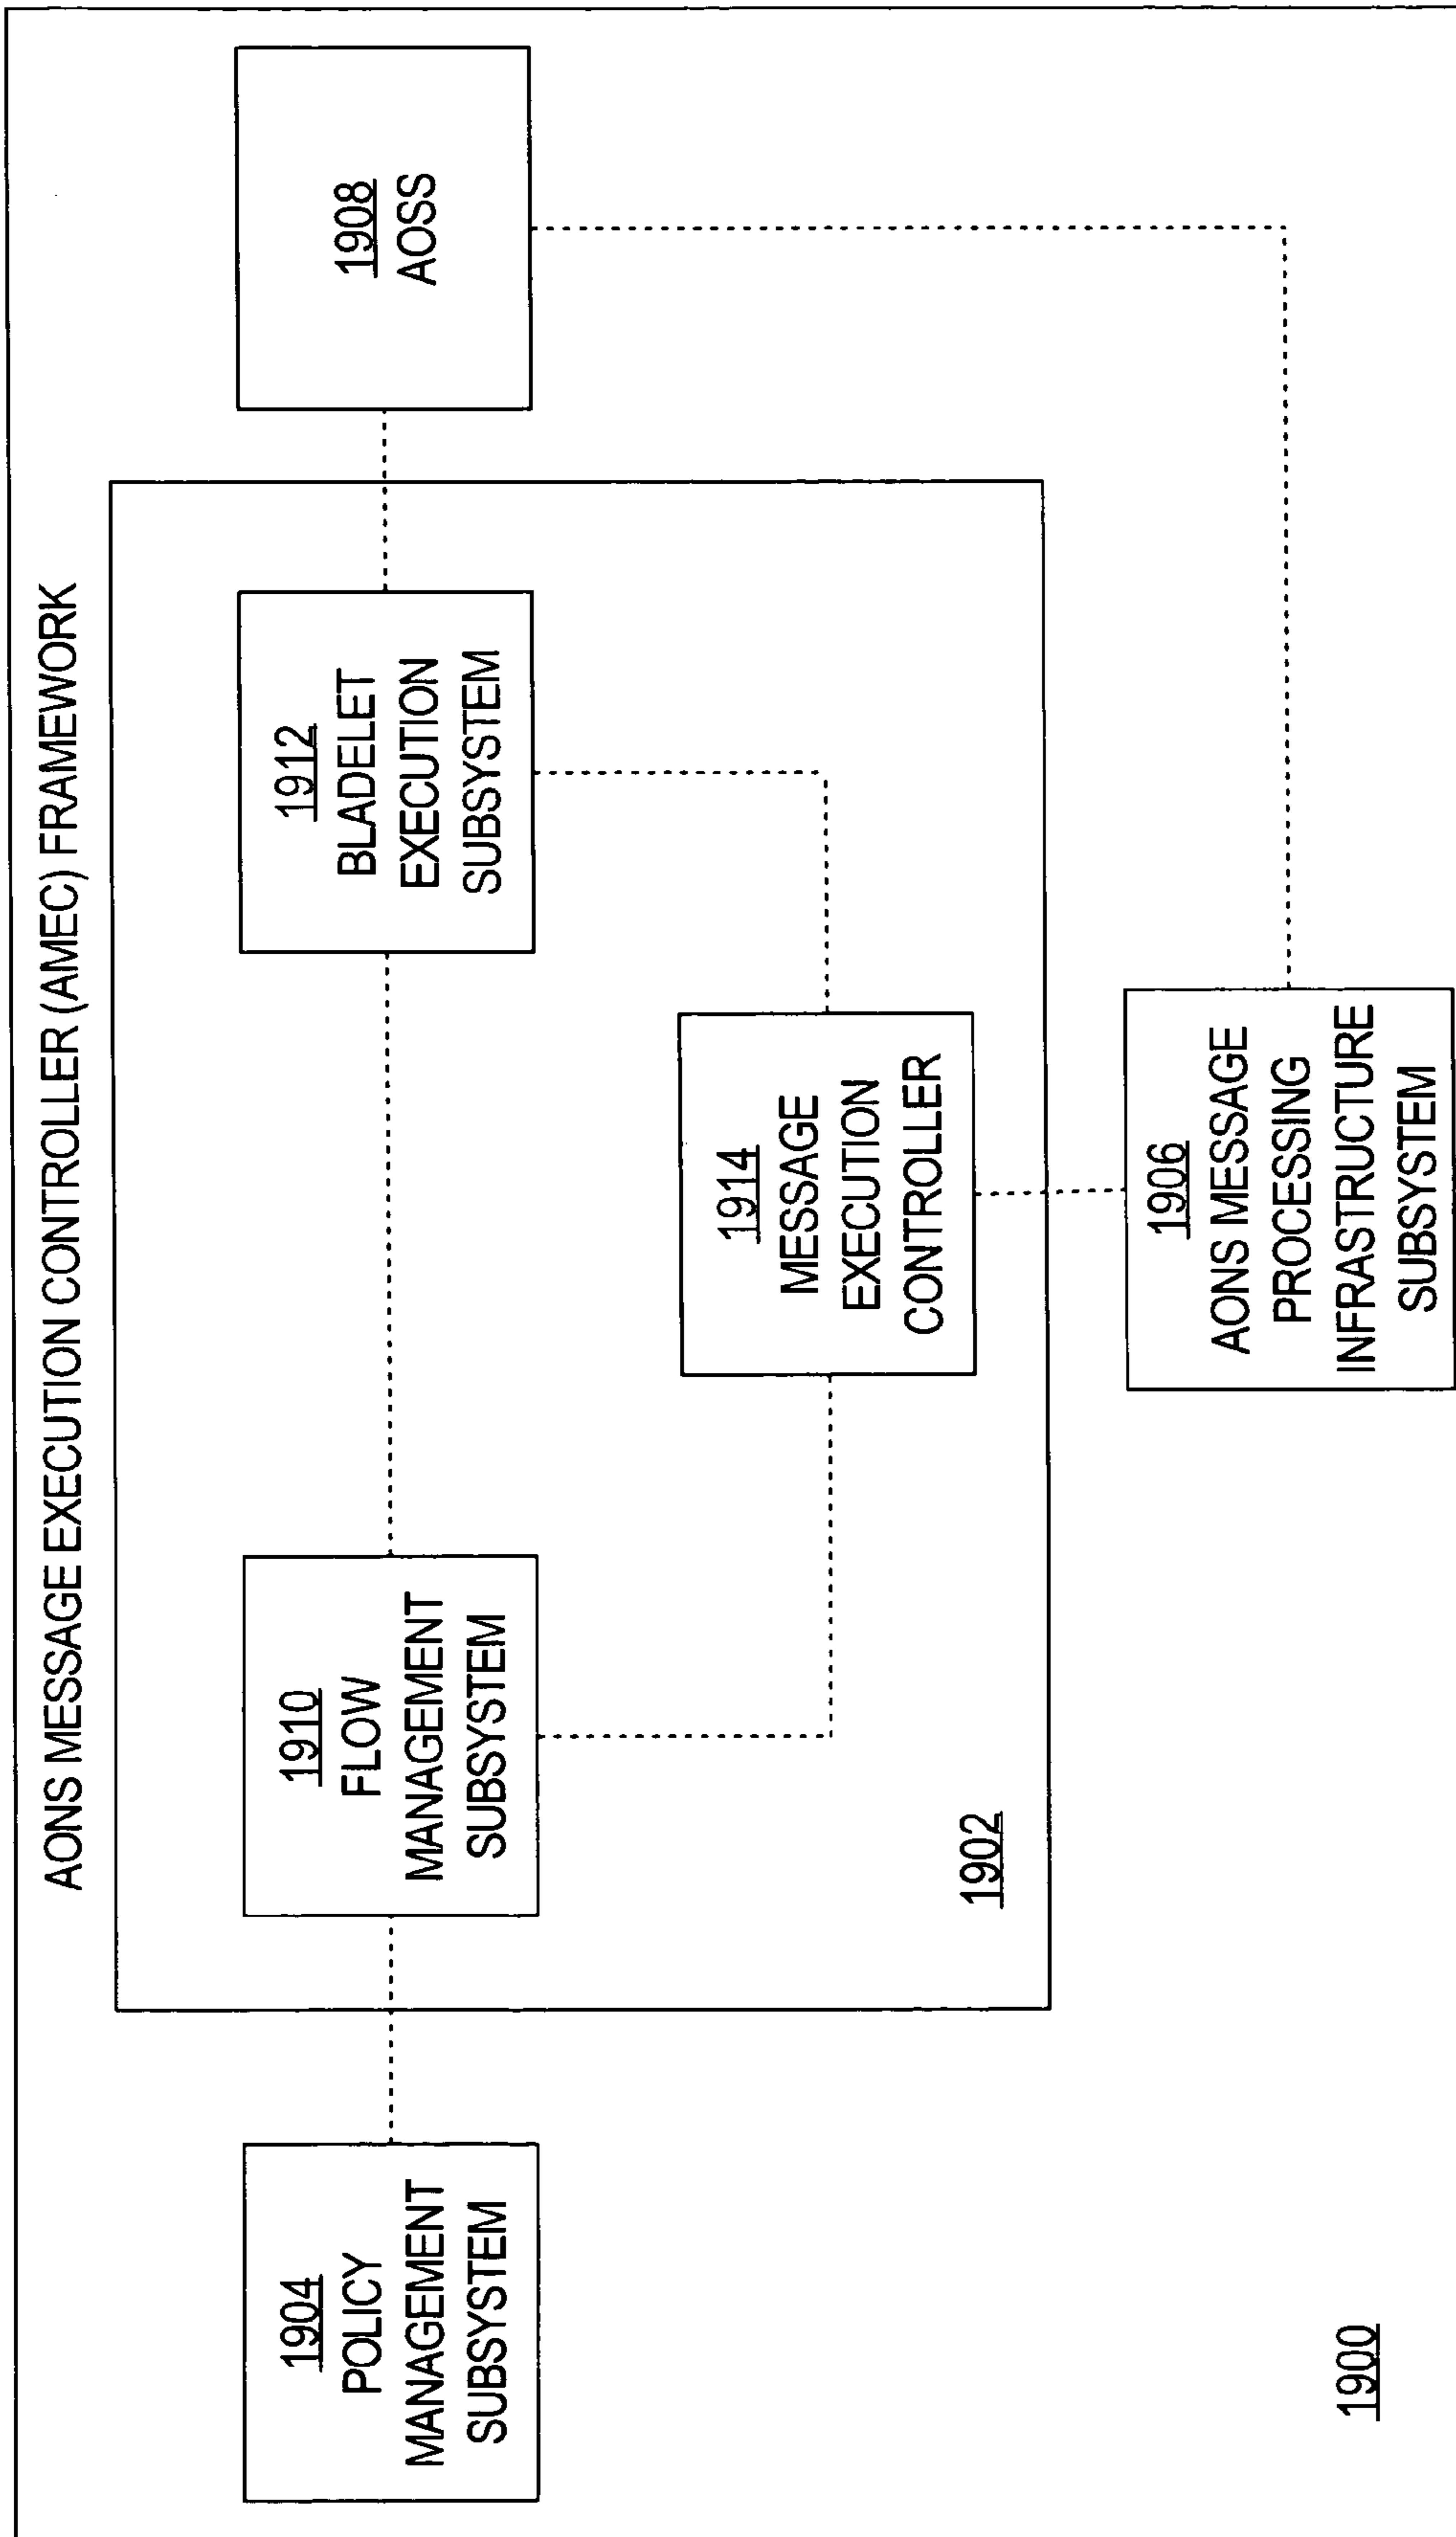 AONS MESSAGE EXECUTION CONTROLLER (AMEC) FRAMEWORK
1904
POLICY
MANAGEMENT
SUBSYSTEM
1910
FLOW
MANAGEMENT
SUBSYSTEM
1912
BLADELET
EXECUTION
SUBSYSTEM
1908
AOSS
1914
MESSAGE
EXECUTION
CONTROLLER
1902
1906
AONS MESSAGE
PROCESSING
INFRASTRUCTURE
SUBSYSTEM
1900